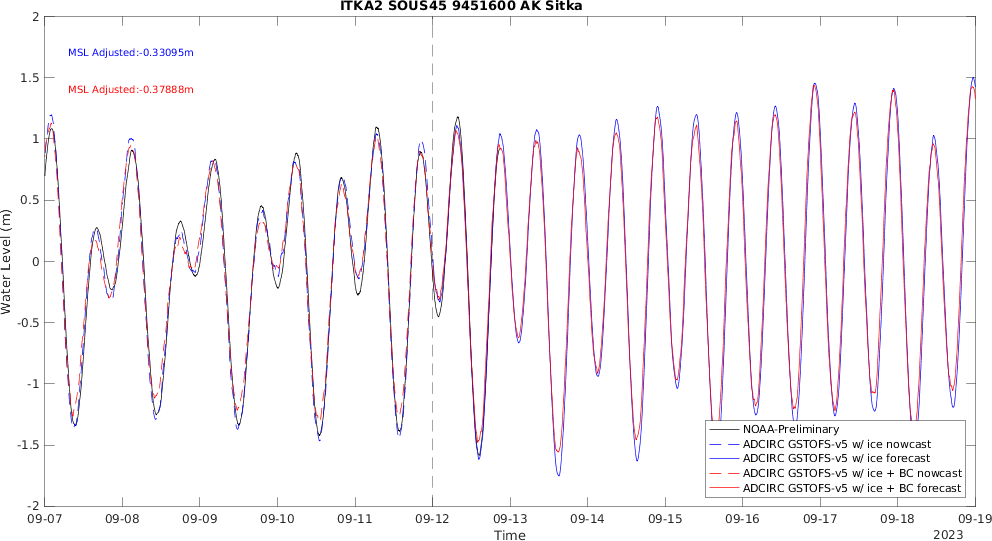 ITKA2 SOUS45 9451600 AK Sitka
MSL Adjusted:-0.33095m
MSL Adjusted:-0.37888m
2
1.5
1
0.5
0
-0.5
-1
-1.5
-2
Water Level (m)
NOAA-Preliminary
ADCIRC GSTOFS-v5 w/ ice nowcast
ADCIRC GSTOFS-v5 w/ ice forecast
ADCIRC GSTOFS-v5 w/ ice + BC nowcast
ADCIRC GSTOFS-v5 w/ ice + BC forecast
09-07 09-08 09-09 09-10 09-11 09-12 09-13 09-14 09-15 09-16 09-17 09-18 09-19
Time
2023